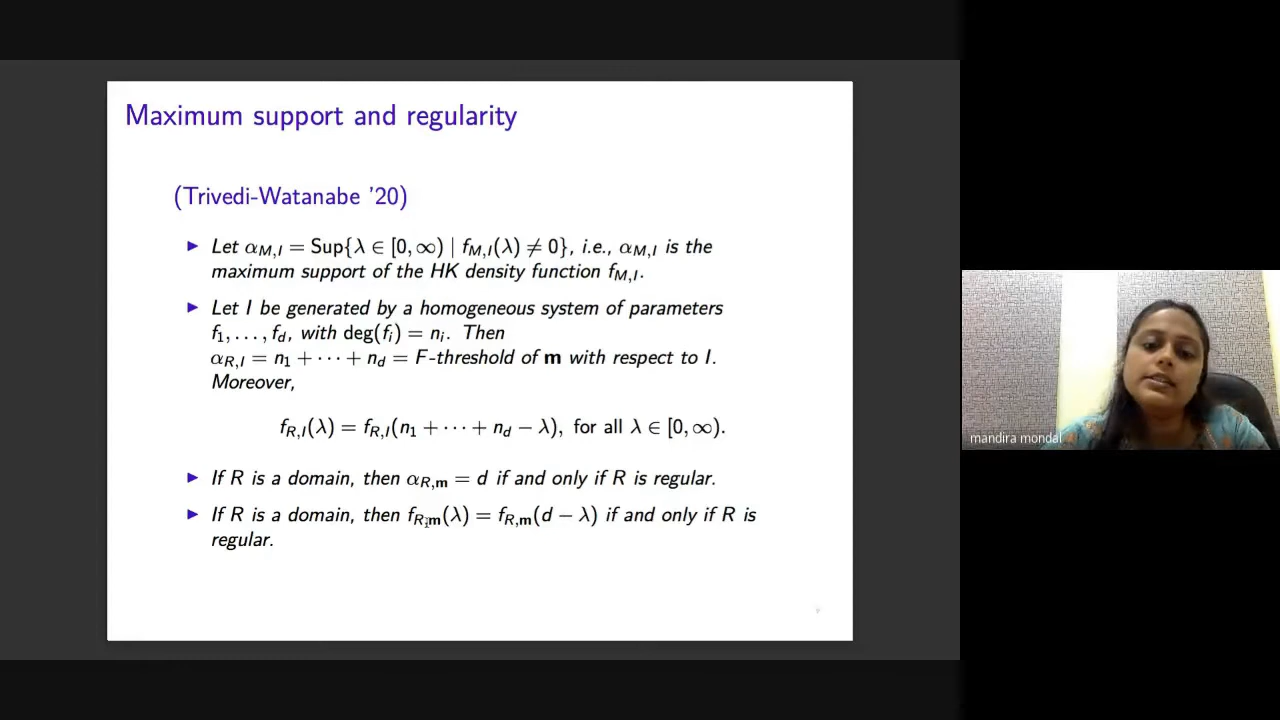 Maximum support and regularity
(Trivedi-Watanabe '20)
▶ Let α_{M,I} = Sup{λ ∈ [0, ∞) | f_{M,I}(λ) ≠ 0}, i.e., α_{M,I} is the
maximum support of the HK density function f_{M,I}.
▶ Let I be generated by a homogeneous system of parameters
f₁, . . . , f_d, with deg(f_i) = n_i. Then
α_{R,I} = n₁ + · · · + n_d = F-threshold of m with respect to I.
Moreover,
f_{R,I}(λ) = f_{R,I}(n₁ + · · · + n_d − λ), for all λ ∈ [0, ∞).
▶ If R is a domain, then α_{R,m} = d if and only if R is regular.
▶ If R is a domain, then f_{R,m}(λ) = f_{R,m}(d − λ) if and only if R is
regular.
mandira mondal